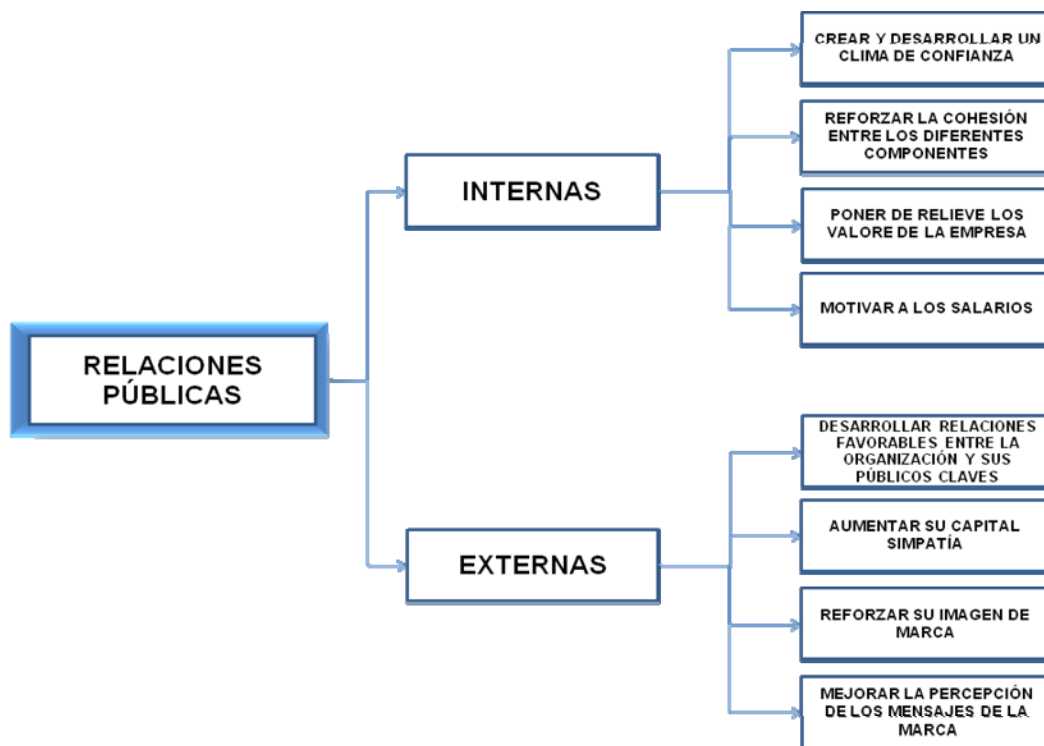 RELACIONES
PÚBLICAS
INTERNAS
CREAR Y DESARROLLAR UN
CLIMA DE CONFIANZA
REFORZAR LA COHESIÓN
ENTRE LOS DIFERENTES
COMPONENTES
PONER DE RELIEVE LOS
VALORE DE LA EMPRESA
MOTIVAR A LOS SALARIOS
EXTERNAS
DESARROLLAR RELACIONES
FAVORABLES ENTRE LA
ORGANIZACIÓN Y SUS
PÚBLICOS CLAVES
AUMENTAR SU CAPITAL
SIMPATÍA
REFORZAR SU IMAGEN DE
MARCA
MEJORAR LA PERCEPCIÓN
DE LOS MENSAJES DE LA
MARCA